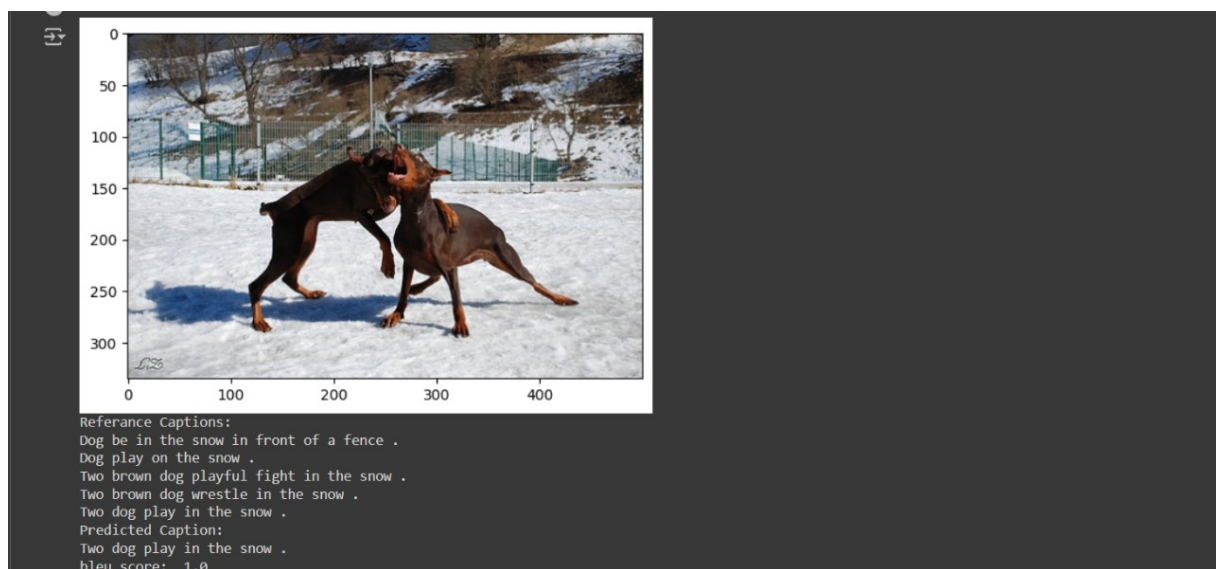 0
50
100
150
200
250
300
0 100 200 300 400
Referance Captions:
Dog be in the snow in front of a fence .
Dog play on the snow .
Two brown dog playful fight in the snow .
Two brown dog wrestle in the snow .
Two dog play in the snow .
Predicted Caption:
Two dog play in the snow .
bleu score: 1.0